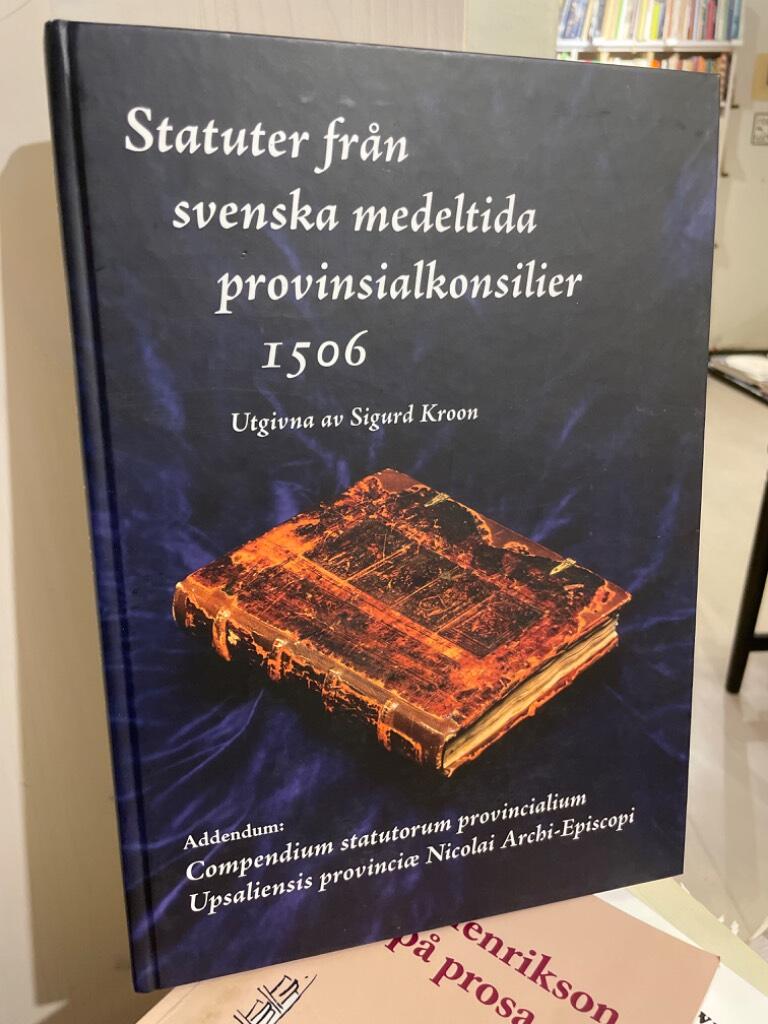 Statuter från
svenska medeltida
provinsialkonsilier
1506
Utgivna av Sigurd Kroon
Addendum:
Compendium statutorum provincialium
Upsaliensis provinciæ Nicolai Archi-Episcopi
enrikson
på prosa